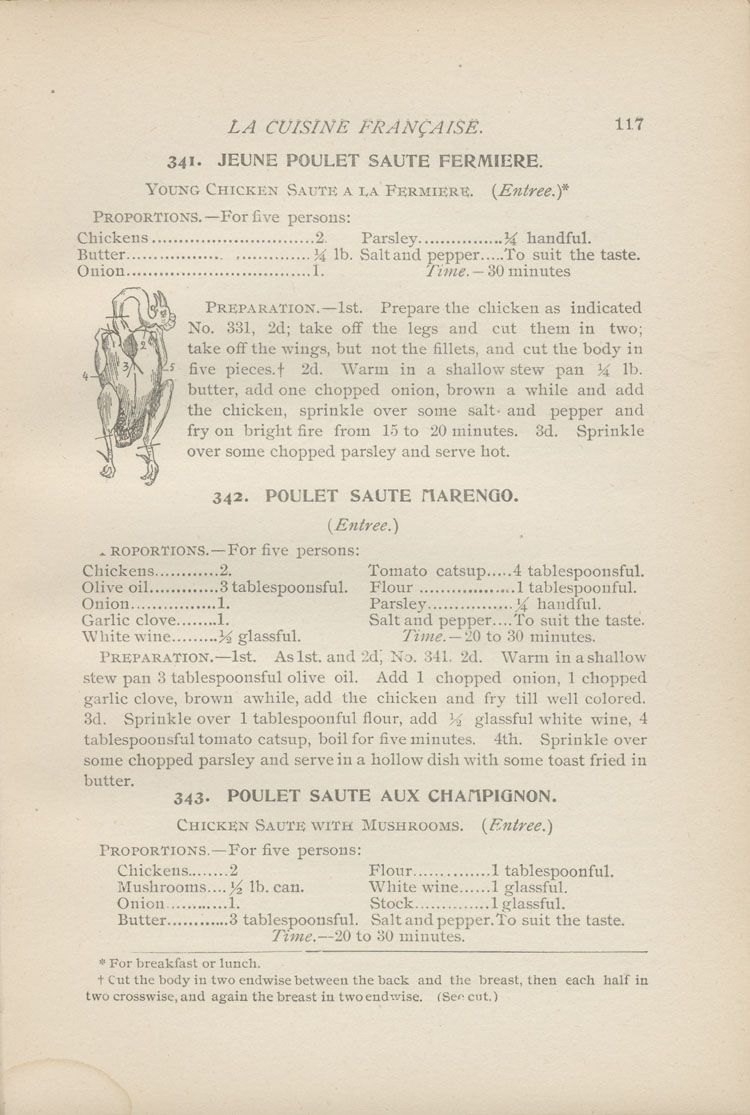 LA CUISINE FRANÇAISE. 117
341. JEUNE POULET SAUTE FERMIERE.
YOUNG CHICKEN SAUTE A LA FERMIERE. (Entree.)*
PROPORTIONS.—For five persons:
Chickens............................2. Parsley...............¼ handful.
Butter................. .............¼ lb. Salt and pepper.....To suit the taste.
Onion................................1. Time.—30 minutes
PREPARATION.—1st. Prepare the chicken as indicated
No. 331, 2d; take off the legs and cut them in two;
take off the wings, but not the fillets, and cut the body in
five pieces.† 2d. Warm in a shallow stew pan ¼ lb.
butter, add one chopped onion, brown a while and add
the chicken, sprinkle over some salt and pepper and
fry on bright fire from 15 to 20 minutes. 3d. Sprinkle
over some chopped parsley and serve hot.
2
3
4
5
342. POULET SAUTE MARENGO.
(Entree.)
ROPORTIONS.—For five persons:
Chickens............2. Tomato catsup.....4 tablespoonsful.
Olive oil............3 tablespoonsful. Flour .................1 tablespoonful.
Onion...............1. Parsley...............¼ handful.
Garlic clove.......1. Salt and pepper....To suit the taste.
White wine.........½ glassful. Time.—20 to 30 minutes.
PREPARATION.—1st. As 1st. and 2d, No. 341. 2d. Warm in a shallow
stew pan 3 tablespoonsful olive oil. Add 1 chopped onion, 1 chopped
garlic clove, brown awhile, add the chicken and fry till well colored.
3d. Sprinkle over 1 tablespoonful flour, add ½ glassful white wine, 4
tablespoonsful tomato catsup, boil for five minutes. 4th. Sprinkle over
some chopped parsley and serve in a hollow dish with some toast fried in
butter.
343. POULET SAUTE AUX CHAMPIGNON.
CHICKEN SAUTE WITH MUSHROOMS. (Entree.)
PROPORTIONS.—For five persons:
Chickens........2 Flour..............1 tablespoonful.
Mushrooms....½ lb. can. White wine......1 glassful.
Onion ...........1. Stock.............1 glassful.
Butter............3 tablespoonsful. Salt and pepper.To suit the taste.
Time.--20 to 30 minutes.
* For breakfast or lunch.
† Cut the body in two endwise between the back and the breast, then each half in
two crosswise, and again the breast in two endwise. (See cut.)